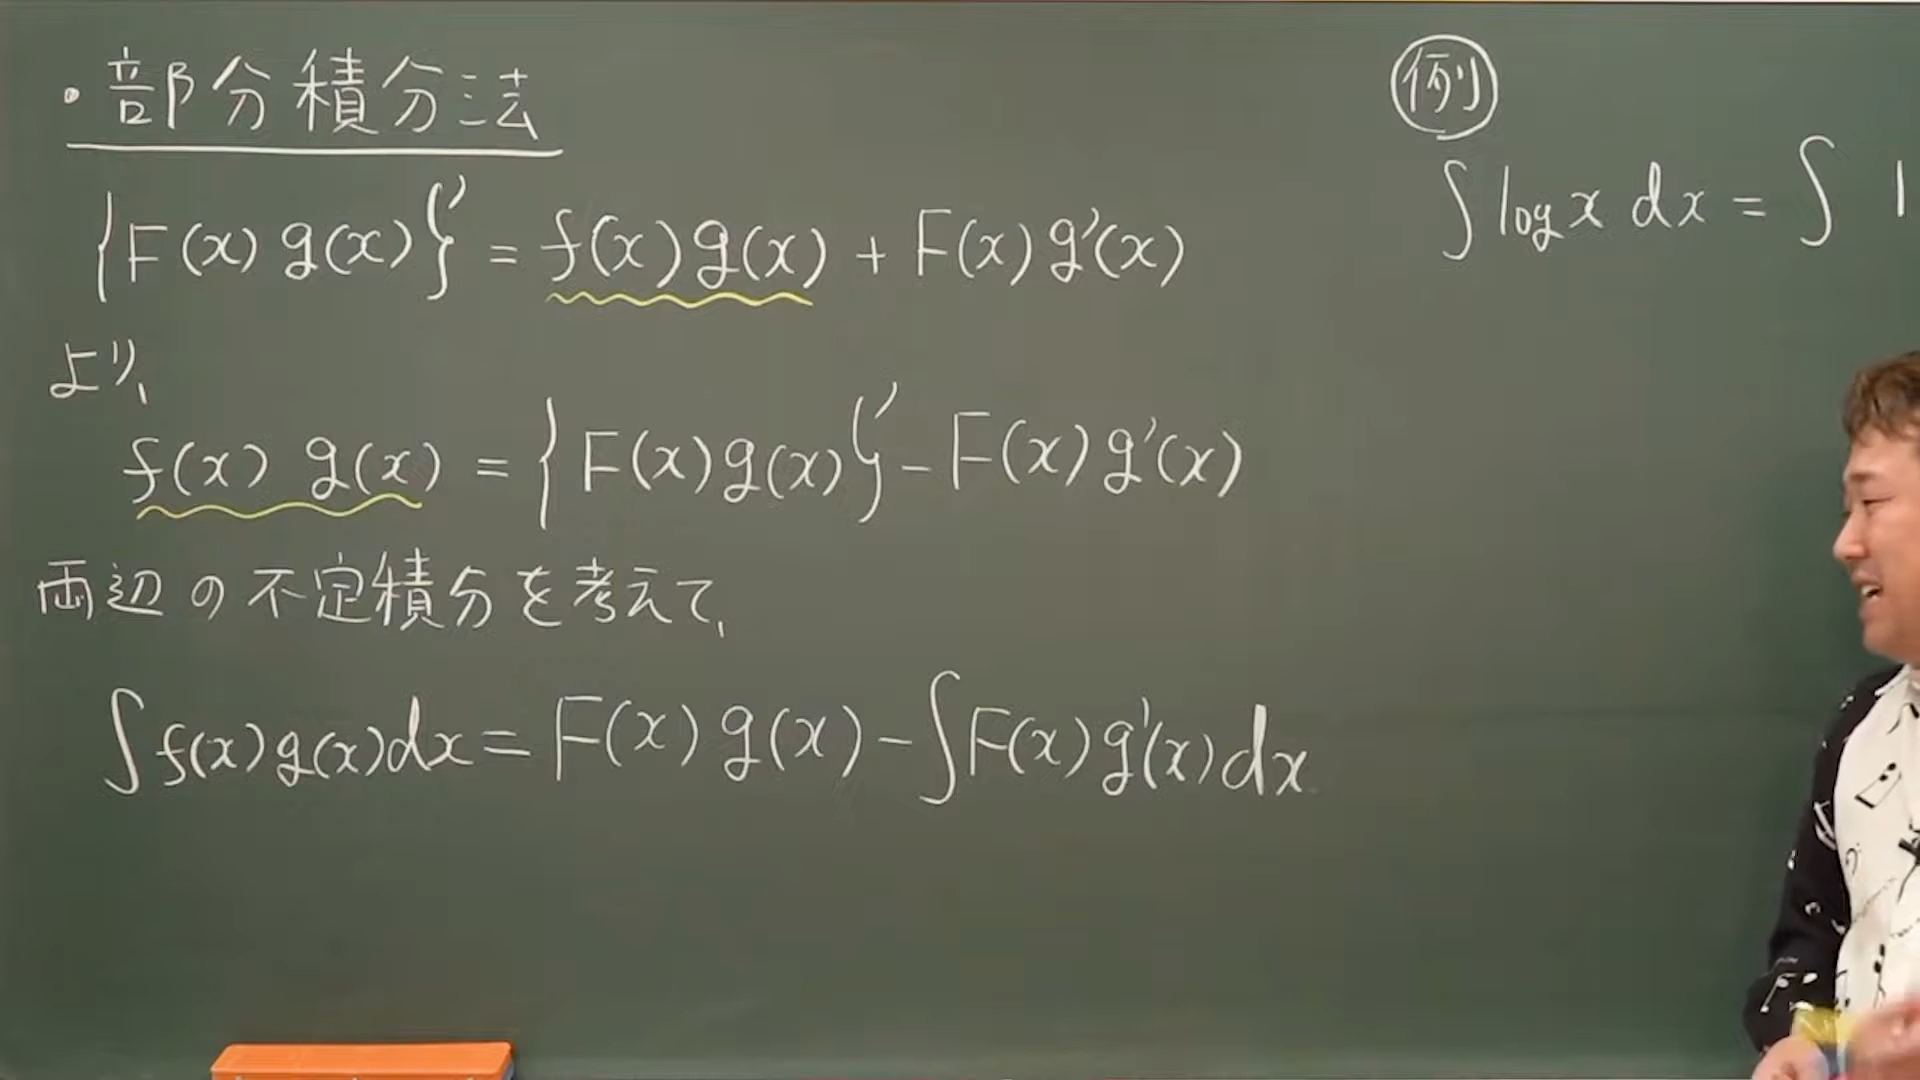 ・部分積分法
{F(x)g(x)}' = f(x)g(x) + F(x)g'(x)
より、
f(x) g(x) = {F(x)g(x)}' - F(x)g'(x)
両辺の不定積分を考えて、
∫f(x)g(x)dx = F(x)g(x) - ∫F(x)g'(x)dx
例
∫log x dx = ∫ 1